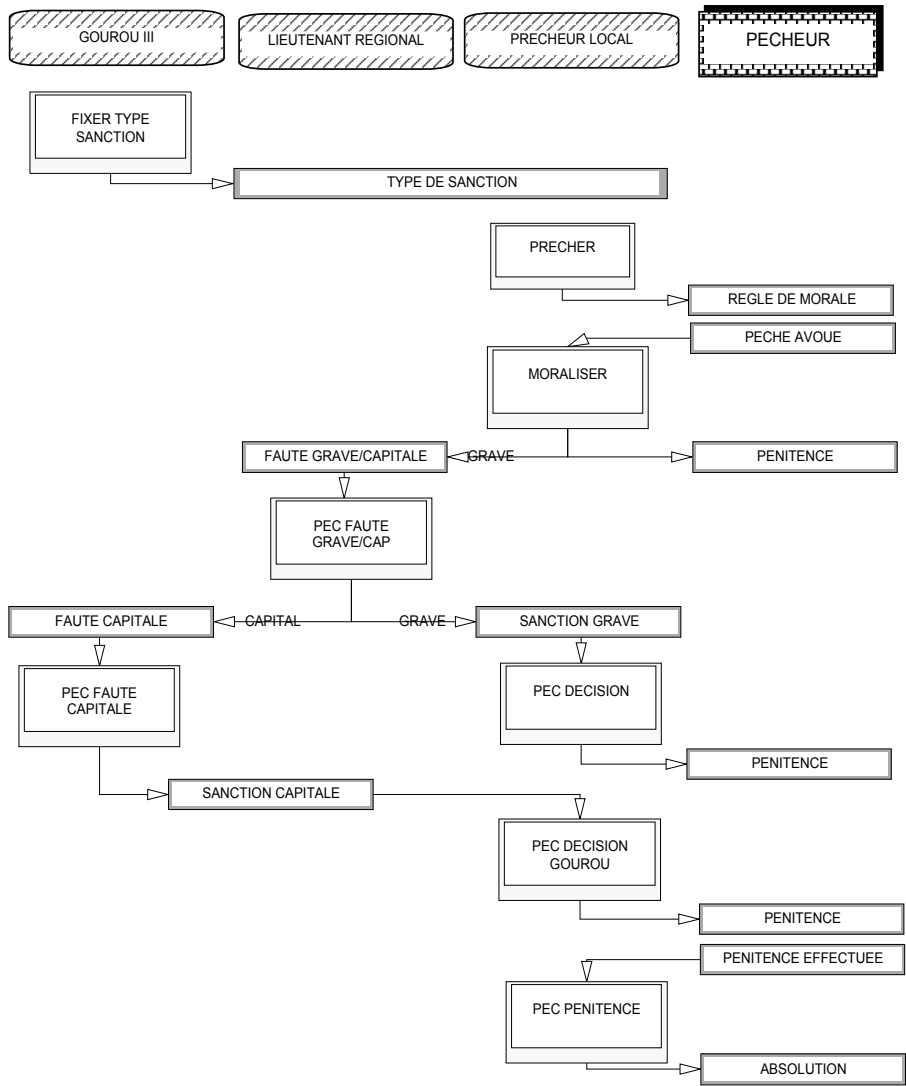 GOUROU III
LIEUTENANT REGIONAL
PRECHEUR LOCAL
PECHEUR
FIXER TYPE
SANCTION
TYPE DE SANCTION
PRECHER
REGLE DE MORALE
PECHE AVOUE
MORALISER
FAUTE GRAVE/CAPITALE
GRAVE
PENITENCE
PEC FAUTE
GRAVE/CAP
FAUTE CAPITALE
CAPITAL
GRAVE
SANCTION GRAVE
PEC FAUTE
CAPITALE
PEC DECISION
PENITENCE
SANCTION CAPITALE
PEC DECISION
GOUROU
PENITENCE
PENITENCE EFFECTUEE
PEC PENITENCE
ABSOLUTION